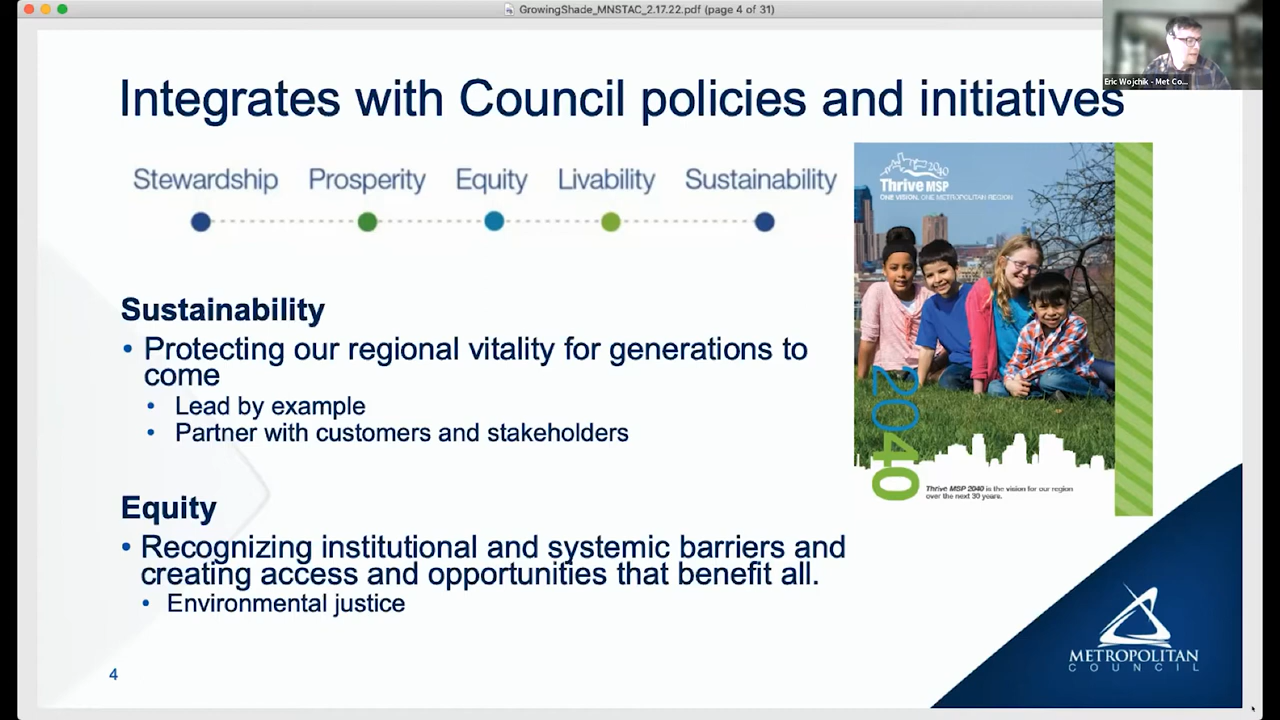 GrowingShade_MNSTAC_2.17.22.pdf (page 4 of 31)
Eric Wojchik - Met Co...
Integrates with Council policies and initiatives
Stewardship Prosperity Equity Livability Sustainability
2040
Thrive MSP
ONE VISION, ONE METROPOLITAN REGION
Sustainability
• Protecting our regional vitality for generations to
come
• Lead by example
• Partner with customers and stakeholders
2040
Thrive MSP 2040 is the vision for our region
over the next 30 years.
Equity
• Recognizing institutional and systemic barriers and
creating access and opportunities that benefit all.
• Environmental justice
METROPOLITAN
COUNCIL
4